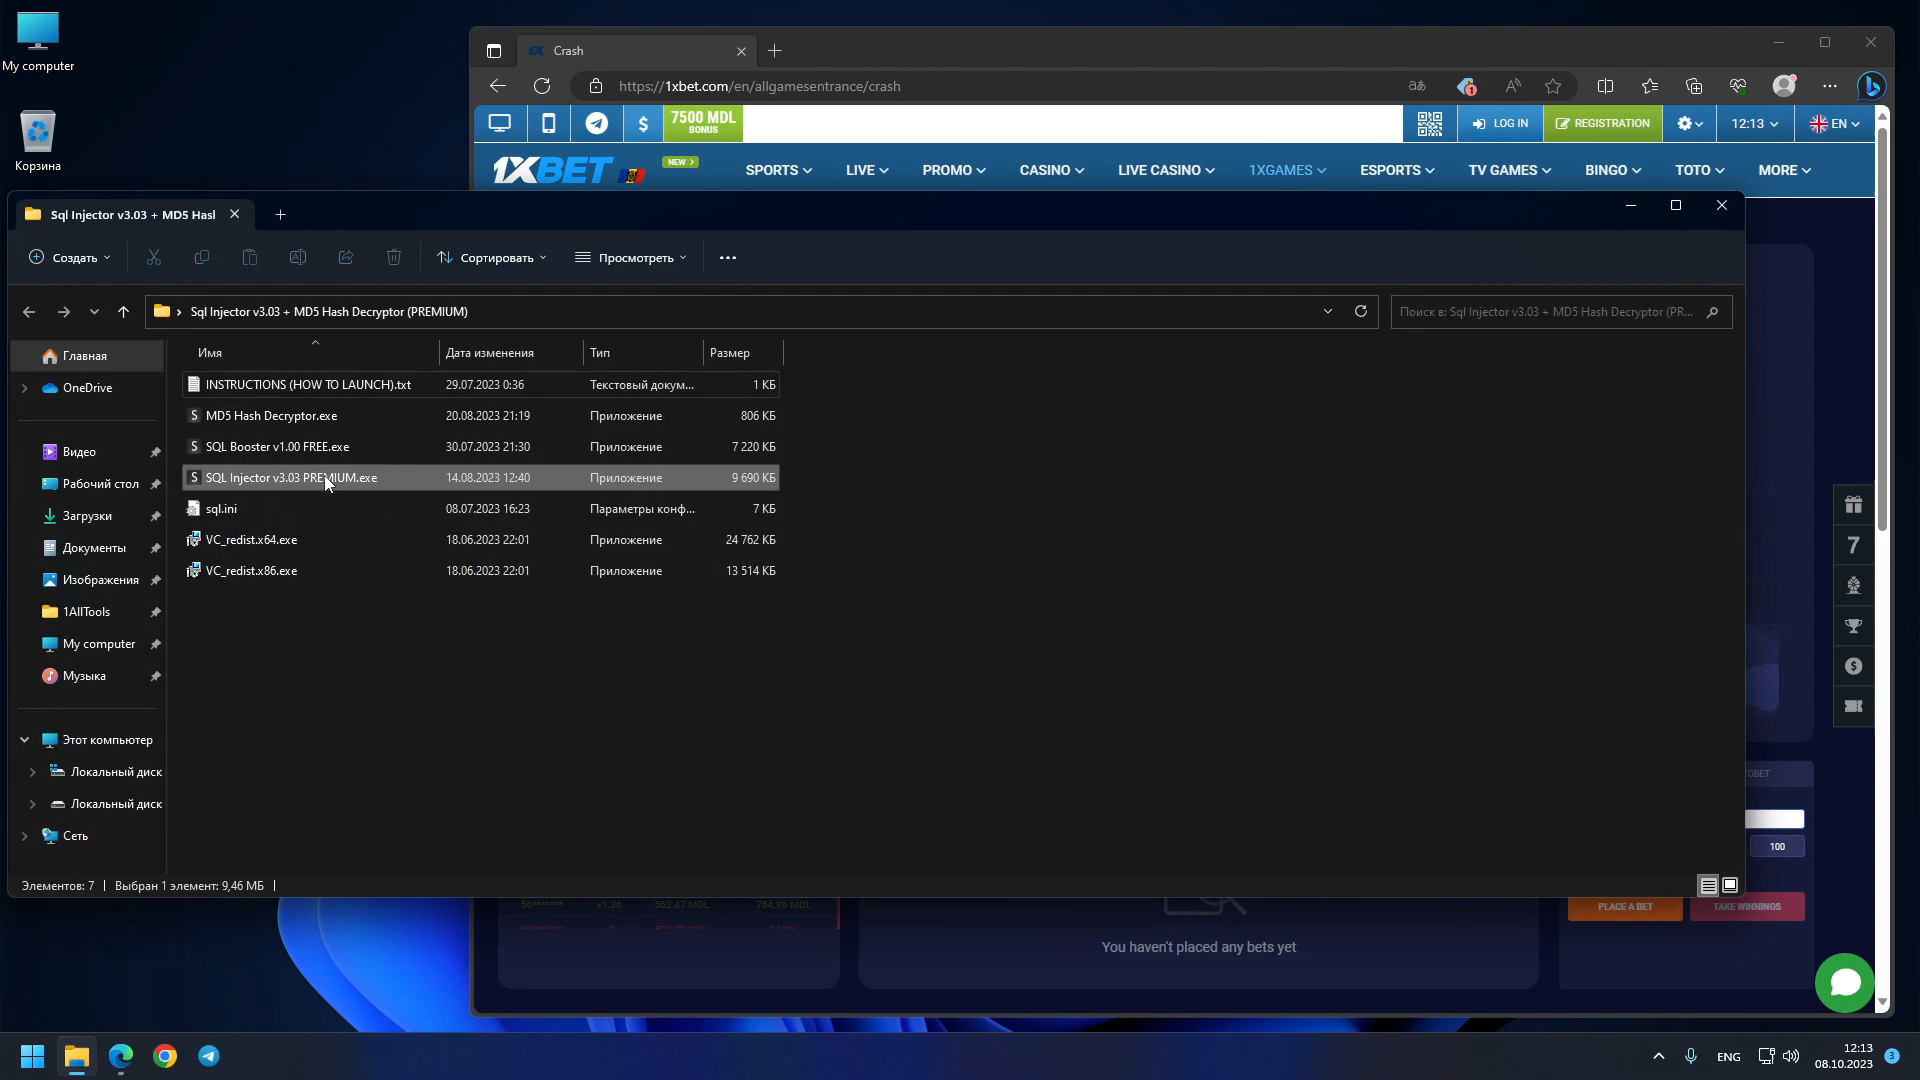 My computer
Корзина
Crash
https://1xbet.com/en/allgamesentrance/crash
7500 MDL
BONUS
LOG IN
REGISTRATION
12:13
EN
1XBET
NEW >
SPORTS
LIVE
PROMO
CASINO
LIVE CASINO
1XGAMES
ESPORTS
TV GAMES
BINGO
TOTO
MORE
Sql Injector v3.03 + MD5 Hasl
Создать
Сортировать
Просмотреть
Sql Injector v3.03 + MD5 Hash Decryptor (PREMIUM)
Поиск в: Sql Injector v3.03 + MD5 Hash Decryptor (PR...
Главная
OneDrive
Видео
Рабочий стол
Загрузки
Документы
Изображения
1AllTools
My computer
Музыка
Этот компьютер
Локальный диск
Локальный диск
Сеть
Имя Дата изменения Тип Размер
INSTRUCTIONS (HOW TO LAUNCH).txt 29.07.2023 0:36 Текстовый докум... 1 КБ
MD5 Hash Decryptor.exe 20.08.2023 21:19 Приложение 806 КБ
SQL Booster v1.00 FREE.exe 30.07.2023 21:30 Приложение 7 220 КБ
SQL Injector v3.03 PREMIUM.exe 14.08.2023 12:40 Приложение 9 690 КБ
sql.ini 08.07.2023 16:23 Параметры конф... 7 КБ
VC_redist.x64.exe 18.06.2023 22:01 Приложение 24 762 КБ
VC_redist.x86.exe 18.06.2023 22:01 Приложение 13 514 КБ
Элементов: 7
Выбран 1 элемент: 9,46 МБ
100
56******* x1.36 562.47 MDL 764.96 MDL
PLACE A BET
TAKE WINNINGS
You haven't placed any bets yet
ENG
12:13
08.10.2023
3